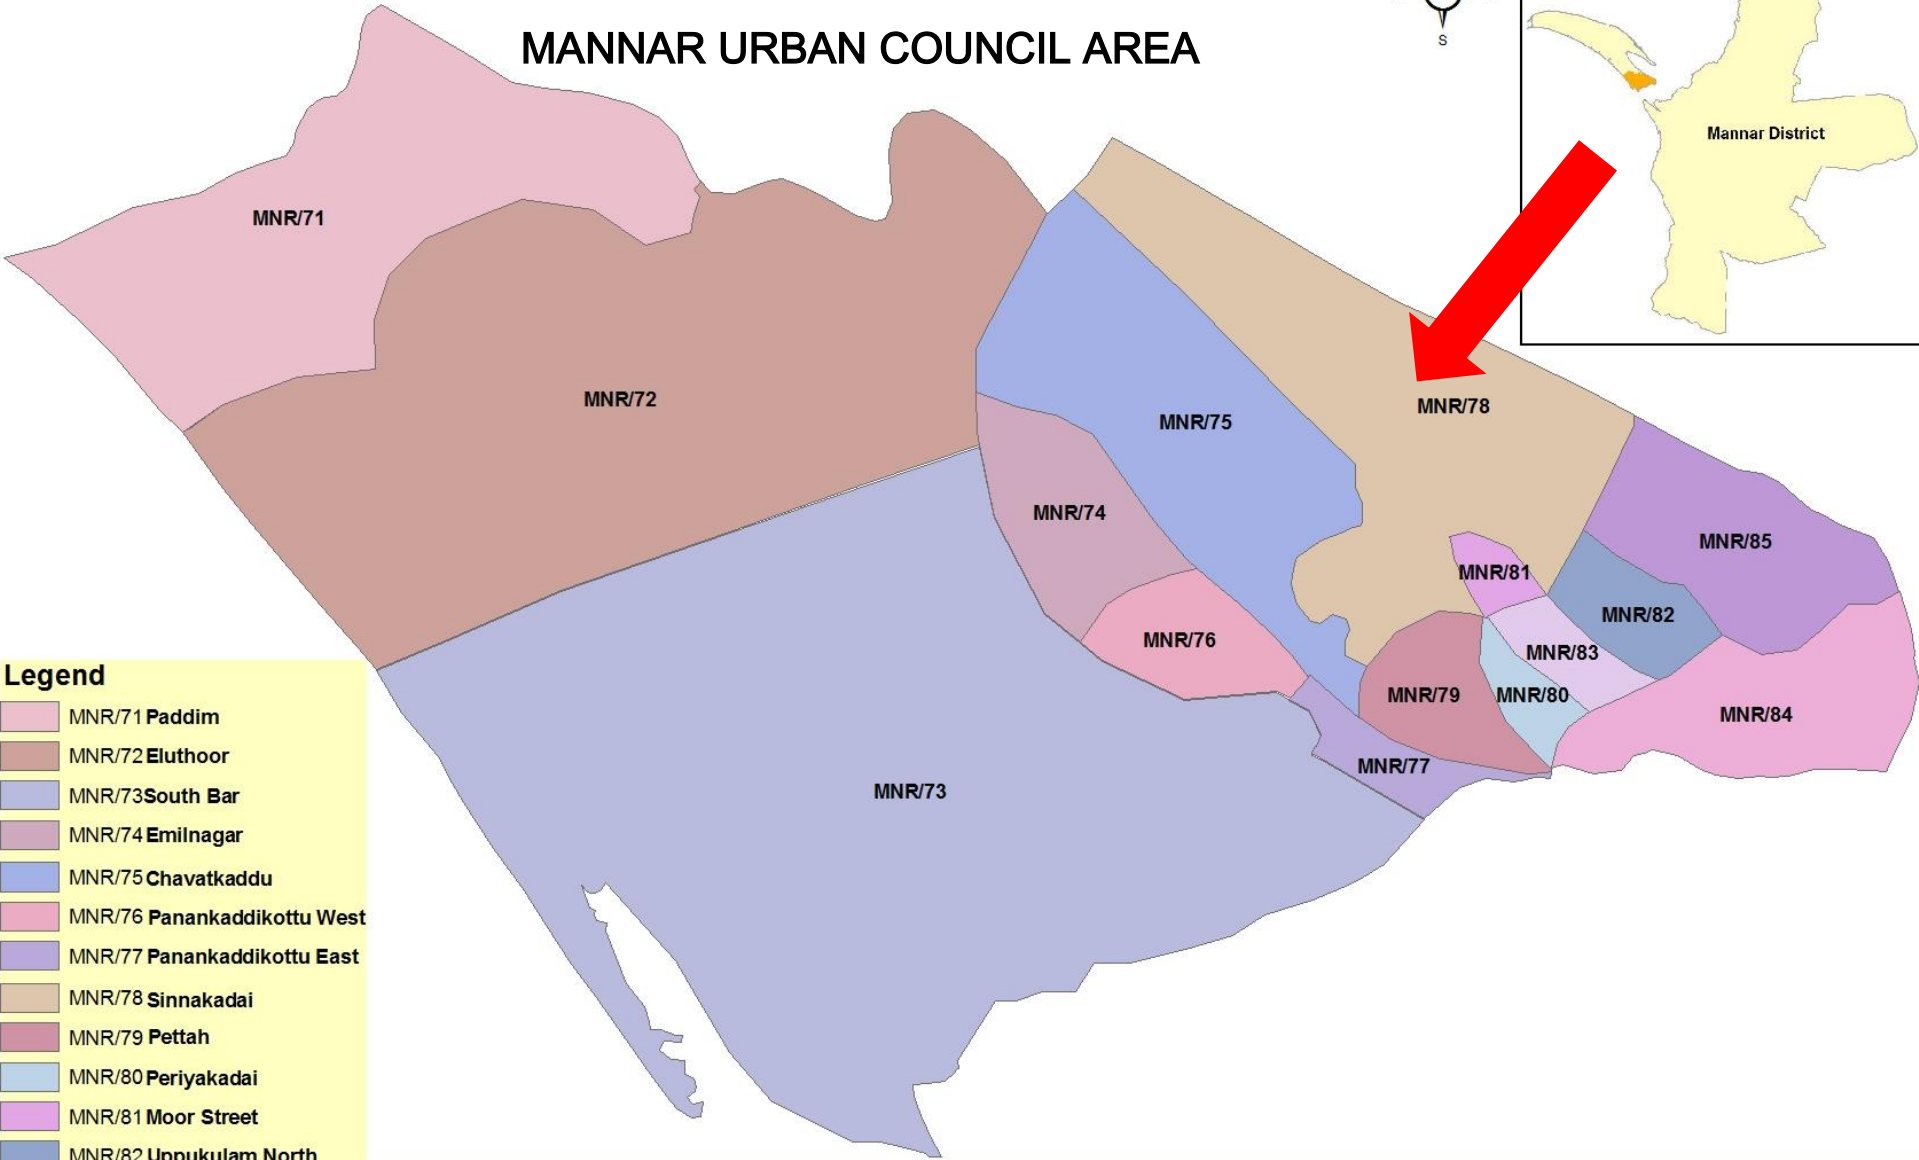 MANNAR URBAN COUNCIL AREA
S
Mannar District
MNR/71
MNR/72
MNR/78
MNR/75
MNR/74
MNR/85
MNR/81
MNR/82
MNR/76
MNR/83
MNR/79
MNR/80
MNR/84
MNR/77
MNR/73
Legend
MNR/71 Paddim
MNR/72 Eluthoor
MNR/73 South Bar
MNR/74 Emilnagar
MNR/75 Chavatkaddu
MNR/76 Panankaddikottu West
MNR/77 Panankaddikottu East
MNR/78 Sinnakadai
MNR/79 Pettah
MNR/80 Periyakadai
MNR/81 Moor Street
MNR/82 Uppukulam North